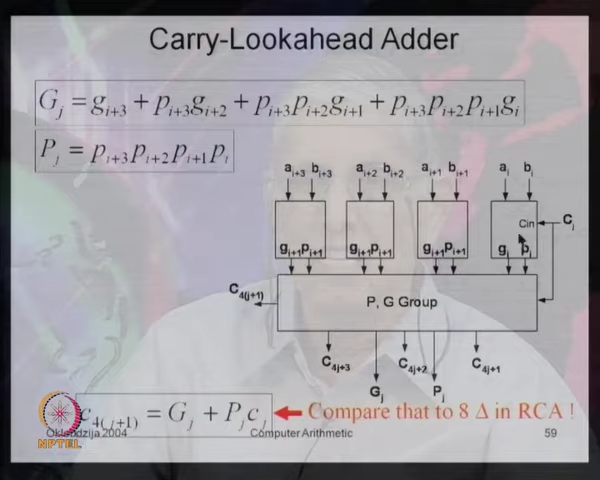 Carry-Lookahead Adder
G_j = g_{i+3} + p_{i+3}g_{i+2} + p_{i+3}p_{i+2}g_{i+1} + p_{i+3}p_{i+2}p_{i+1}g_i
P_j = p_{i+3}p_{i+2}p_{i+1}p_i
a_{i+3} b_{i+3} a_{i+2} b_{i+2} a_{i+1} b_{i+1} a_i b_i
Cin C_j
g_{i+1}p_{i+1} g_{i+1}p_{i+1} g_{i+1}p_{i+1} g_i p_i
C_{4(j+1)}
P, G Group
C_{4j+3} C_{4j+2} C_{4j+1}
G_j P_j
c_{4(j+1)} = G_j + P_j c_j Compare that to 8 Δ in RCA !
NPTEL
Oklobdzija 2004 Computer Arithmetic 59